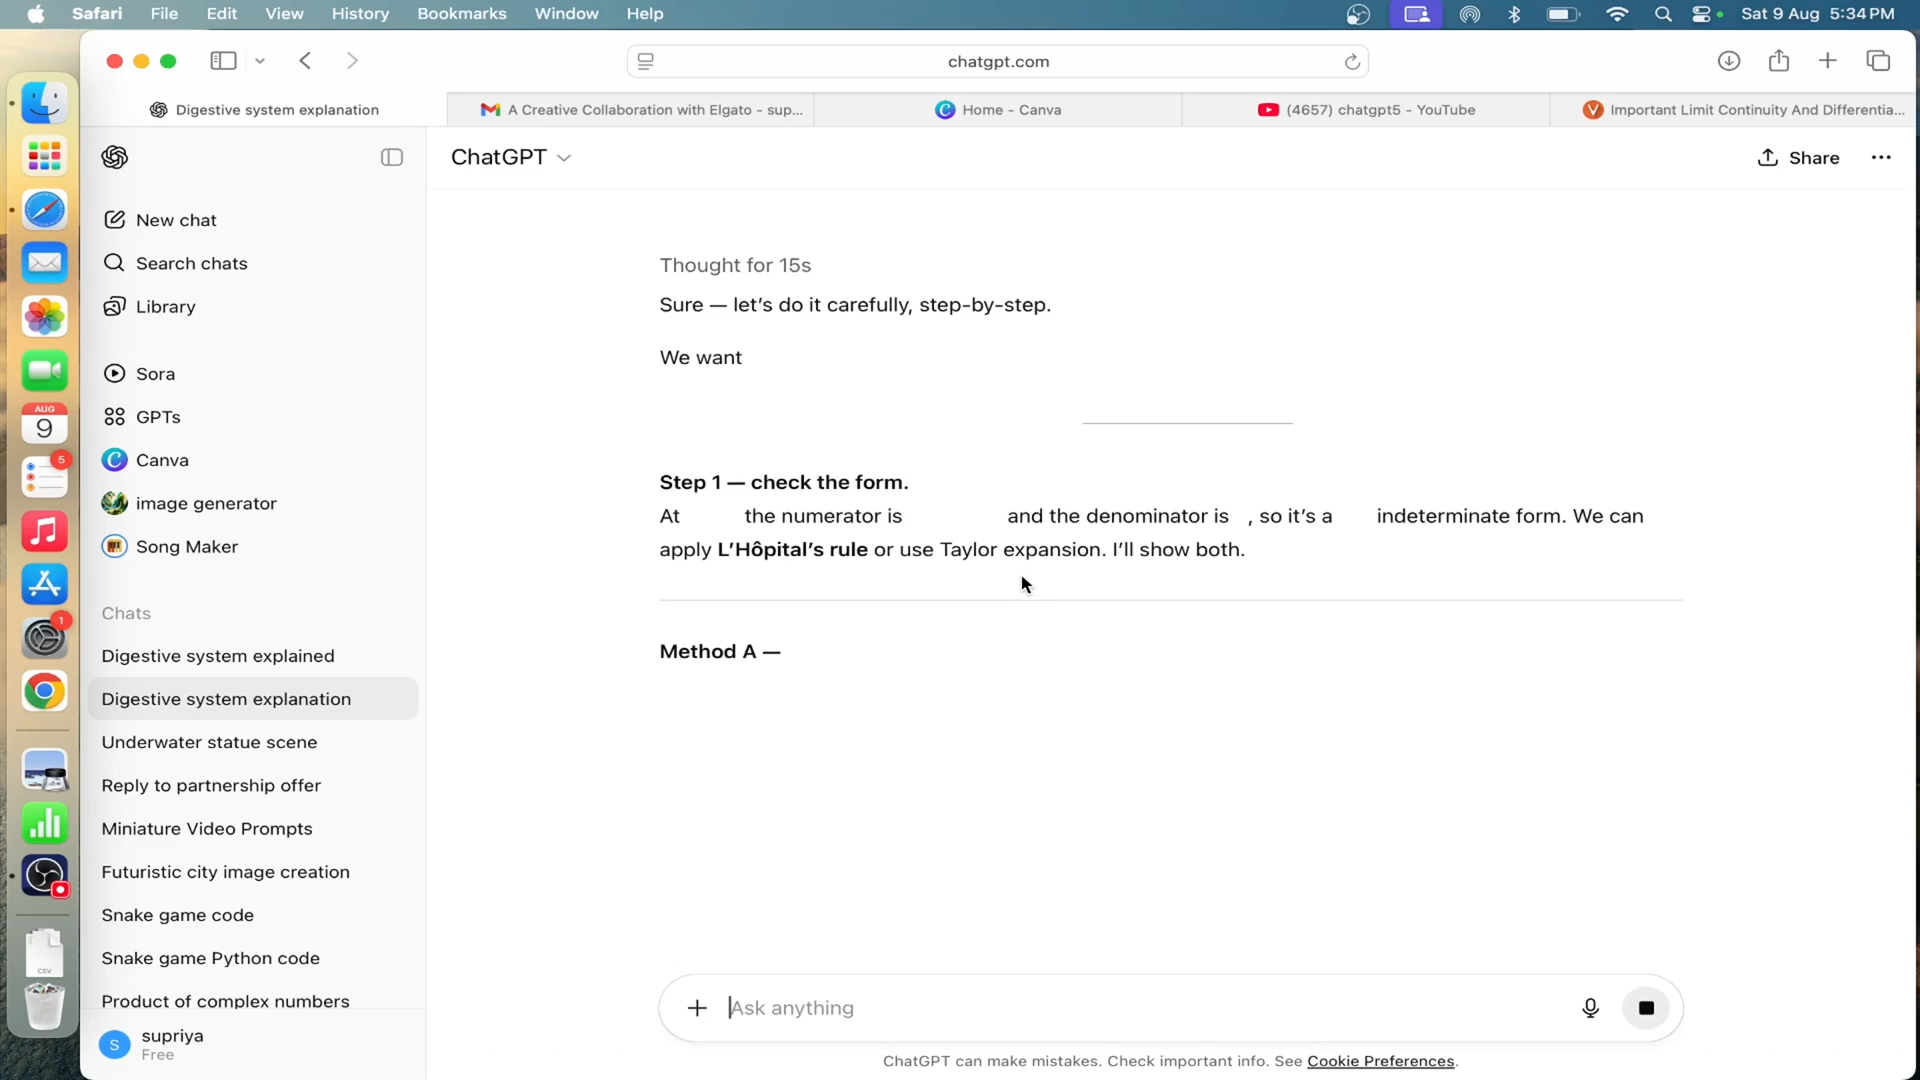 Safari File Edit View History Bookmarks Window Help Sat 9 Aug 5:34 PM
chatgpt.com
Digestive system explanation
A Creative Collaboration with Elgato - sup...
Home - Canva
(4657) chatgpt5 - YouTube
Important Limit Continuity And Differentia...
ChatGPT
Share
New chat
Search chats
Library
Sora
GPTs
Canva
image generator
Song Maker
Chats
Digestive system explained
Digestive system explanation
Underwater statue scene
Reply to partnership offer
Miniature Video Prompts
Futuristic city image creation
Snake game code
Snake game Python code
Product of complex numbers
S
supriya
Free
AUG
9
5
1
CSV
Thought for 15s
Sure — let's do it carefully, step-by-step.
We want
Step 1 — check the form.
At the numerator is and the denominator is , so it's a indeterminate form. We can
apply L'Hôpital's rule or use Taylor expansion. I'll show both.
Method A —
Ask anything
ChatGPT can make mistakes. Check important info. See Cookie Preferences.